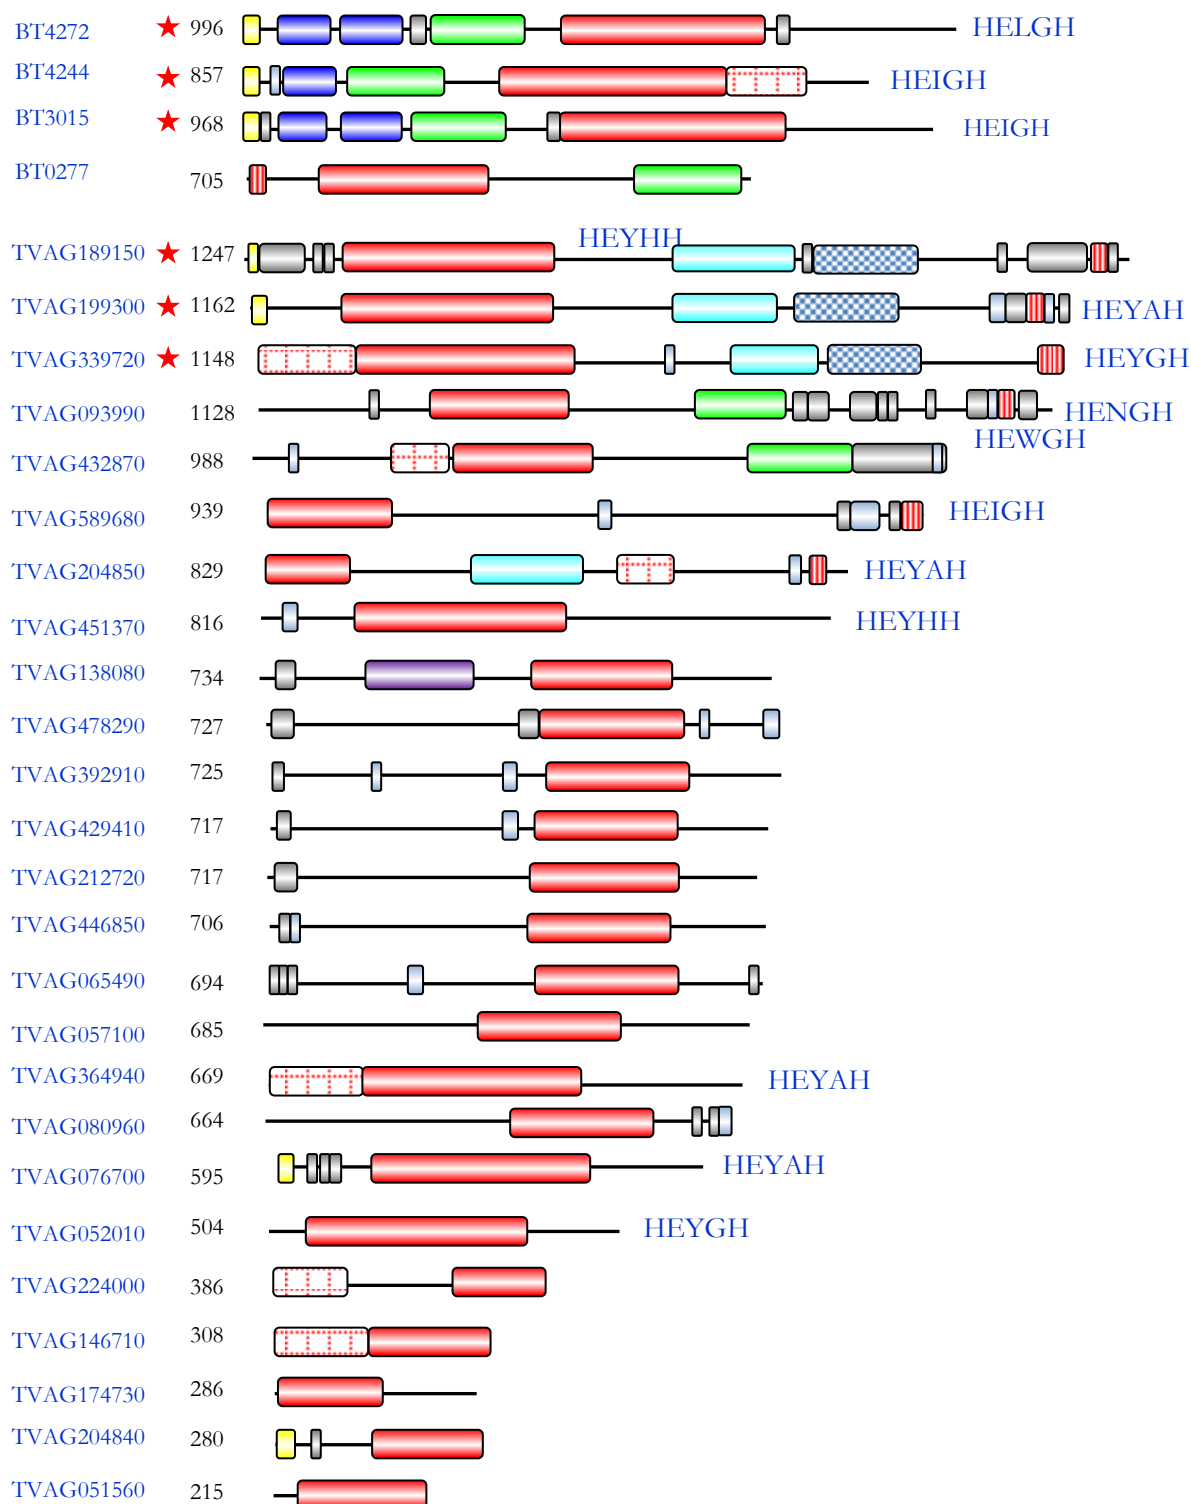 BT4272 996 HELGH
BT4244 857 HEIGH
BT3015 968 HEIGH
BT0277 705
TVAG189150 1247 HEYHH
TVAG199300 1162 HEYAH
TVAG339720 1148 HEYGH
TVAG093990 1128 HENGH
TVAG432870 988 HEWGH
TVAG589680 939 HEIGH
TVAG204850 829 HEYAH
TVAG451370 816 HEYHH
TVAG138080 734
TVAG478290 727
TVAG392910 725
TVAG429410 717
TVAG212720 717
TVAG446850 706
TVAG065490 694
TVAG057100 685
TVAG364940 669 HEYAH
TVAG080960 664
TVAG076700 595 HEYAH
TVAG052010 504 HEYGH
TVAG224000 386
TVAG146710 308
TVAG174730 286
TVAG204840 280
TVAG051560 215